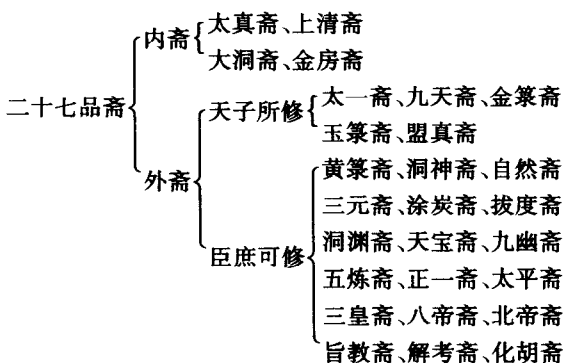 二十七品斋
内斋
太真斋、上清斋
大洞斋、金房斋
外斋
天子所修
太一斋、九天斋、金箓斋
玉箓斋、盟真斋
臣庶可修
黄箓斋、洞神斋、自然斋
三元斋、涂炭斋、拔度斋
洞渊斋、天宝斋、九幽斋
五炼斋、正一斋、太平斋
三皇斋、八帝斋、北帝斋
旨教斋、解考斋、化胡斋